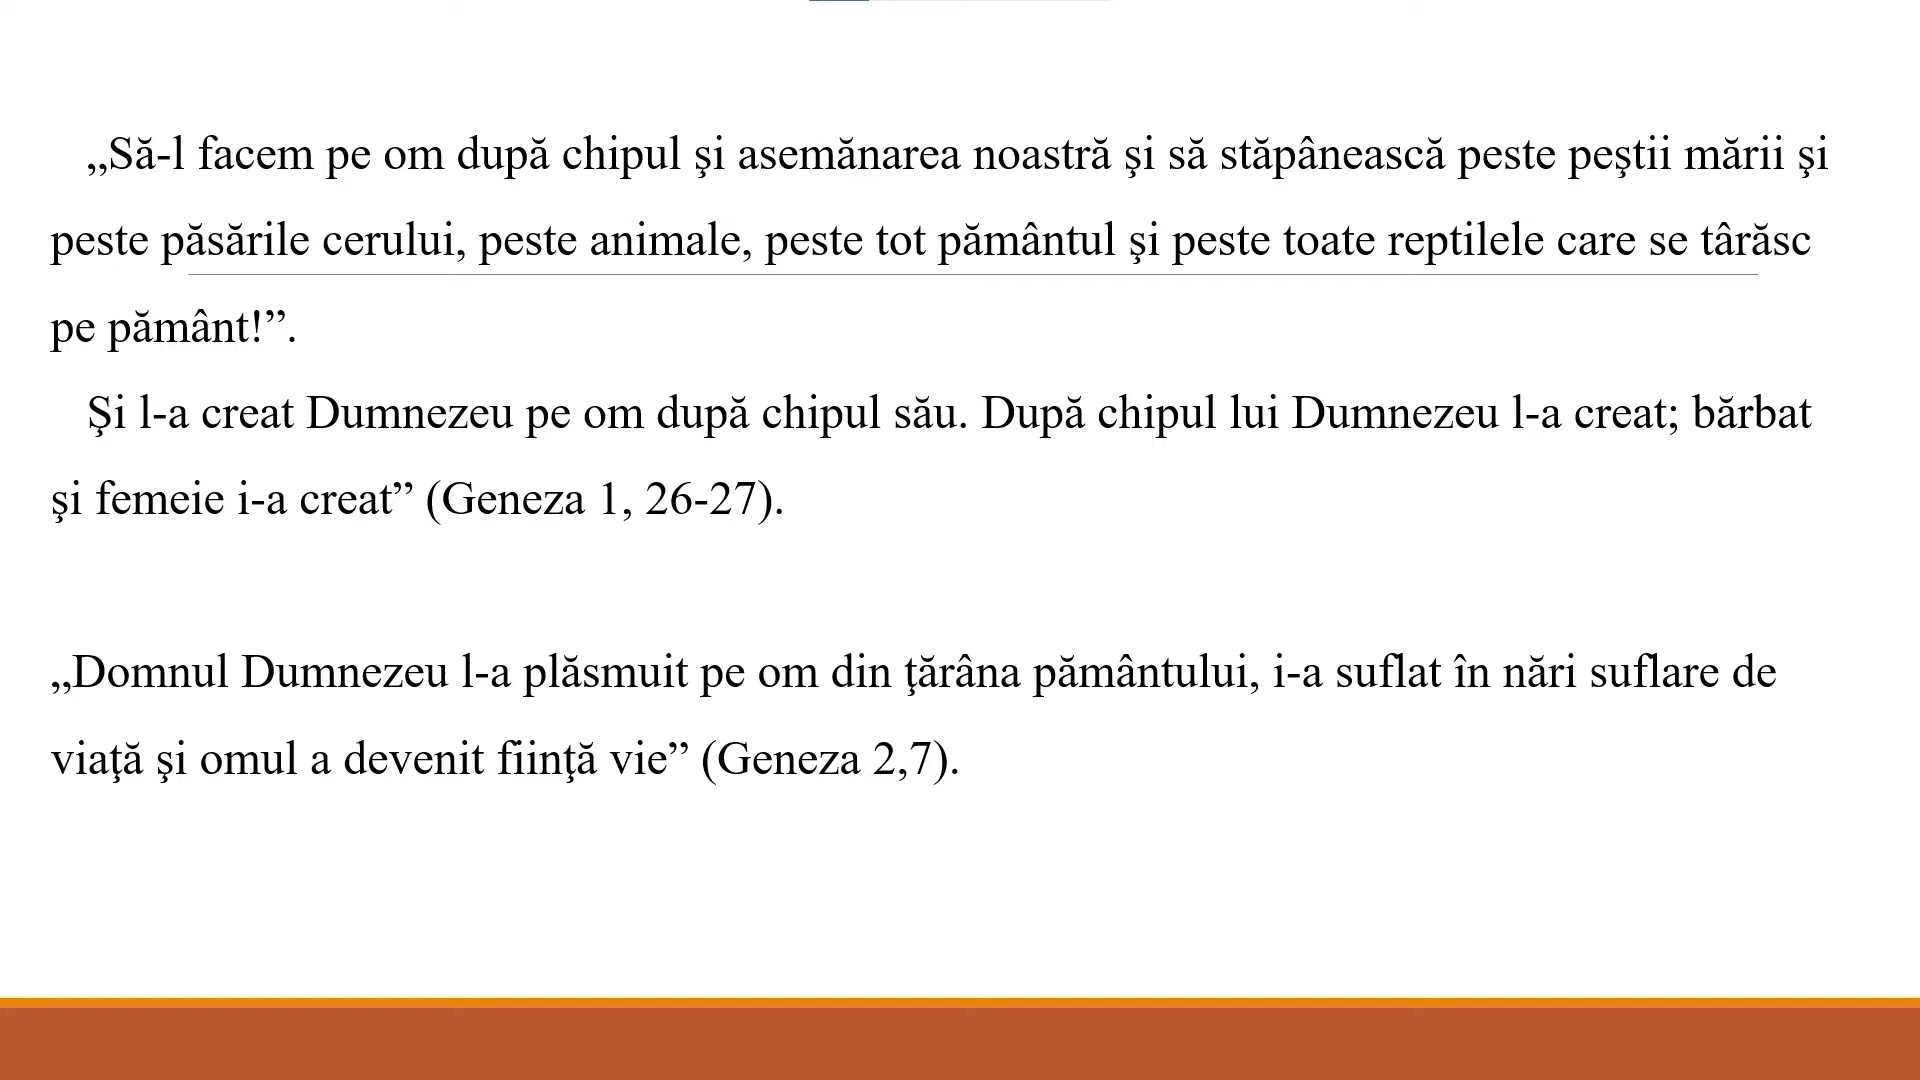 „Să-l facem pe om după chipul şi asemănarea noastră şi să stăpânească peste peştii mării şi
peste păsările cerului, peste animale, peste tot pământul şi peste toate reptilele care se târăsc
pe pământ!”.
Şi l-a creat Dumnezeu pe om după chipul său. După chipul lui Dumnezeu l-a creat; bărbat
şi femeie i-a creat” (Geneza 1, 26-27).
„Domnul Dumnezeu l-a plăsmuit pe om din ţărâna pământului, i-a suflat în nări suflare de
viaţă şi omul a devenit fiinţă vie” (Geneza 2,7).